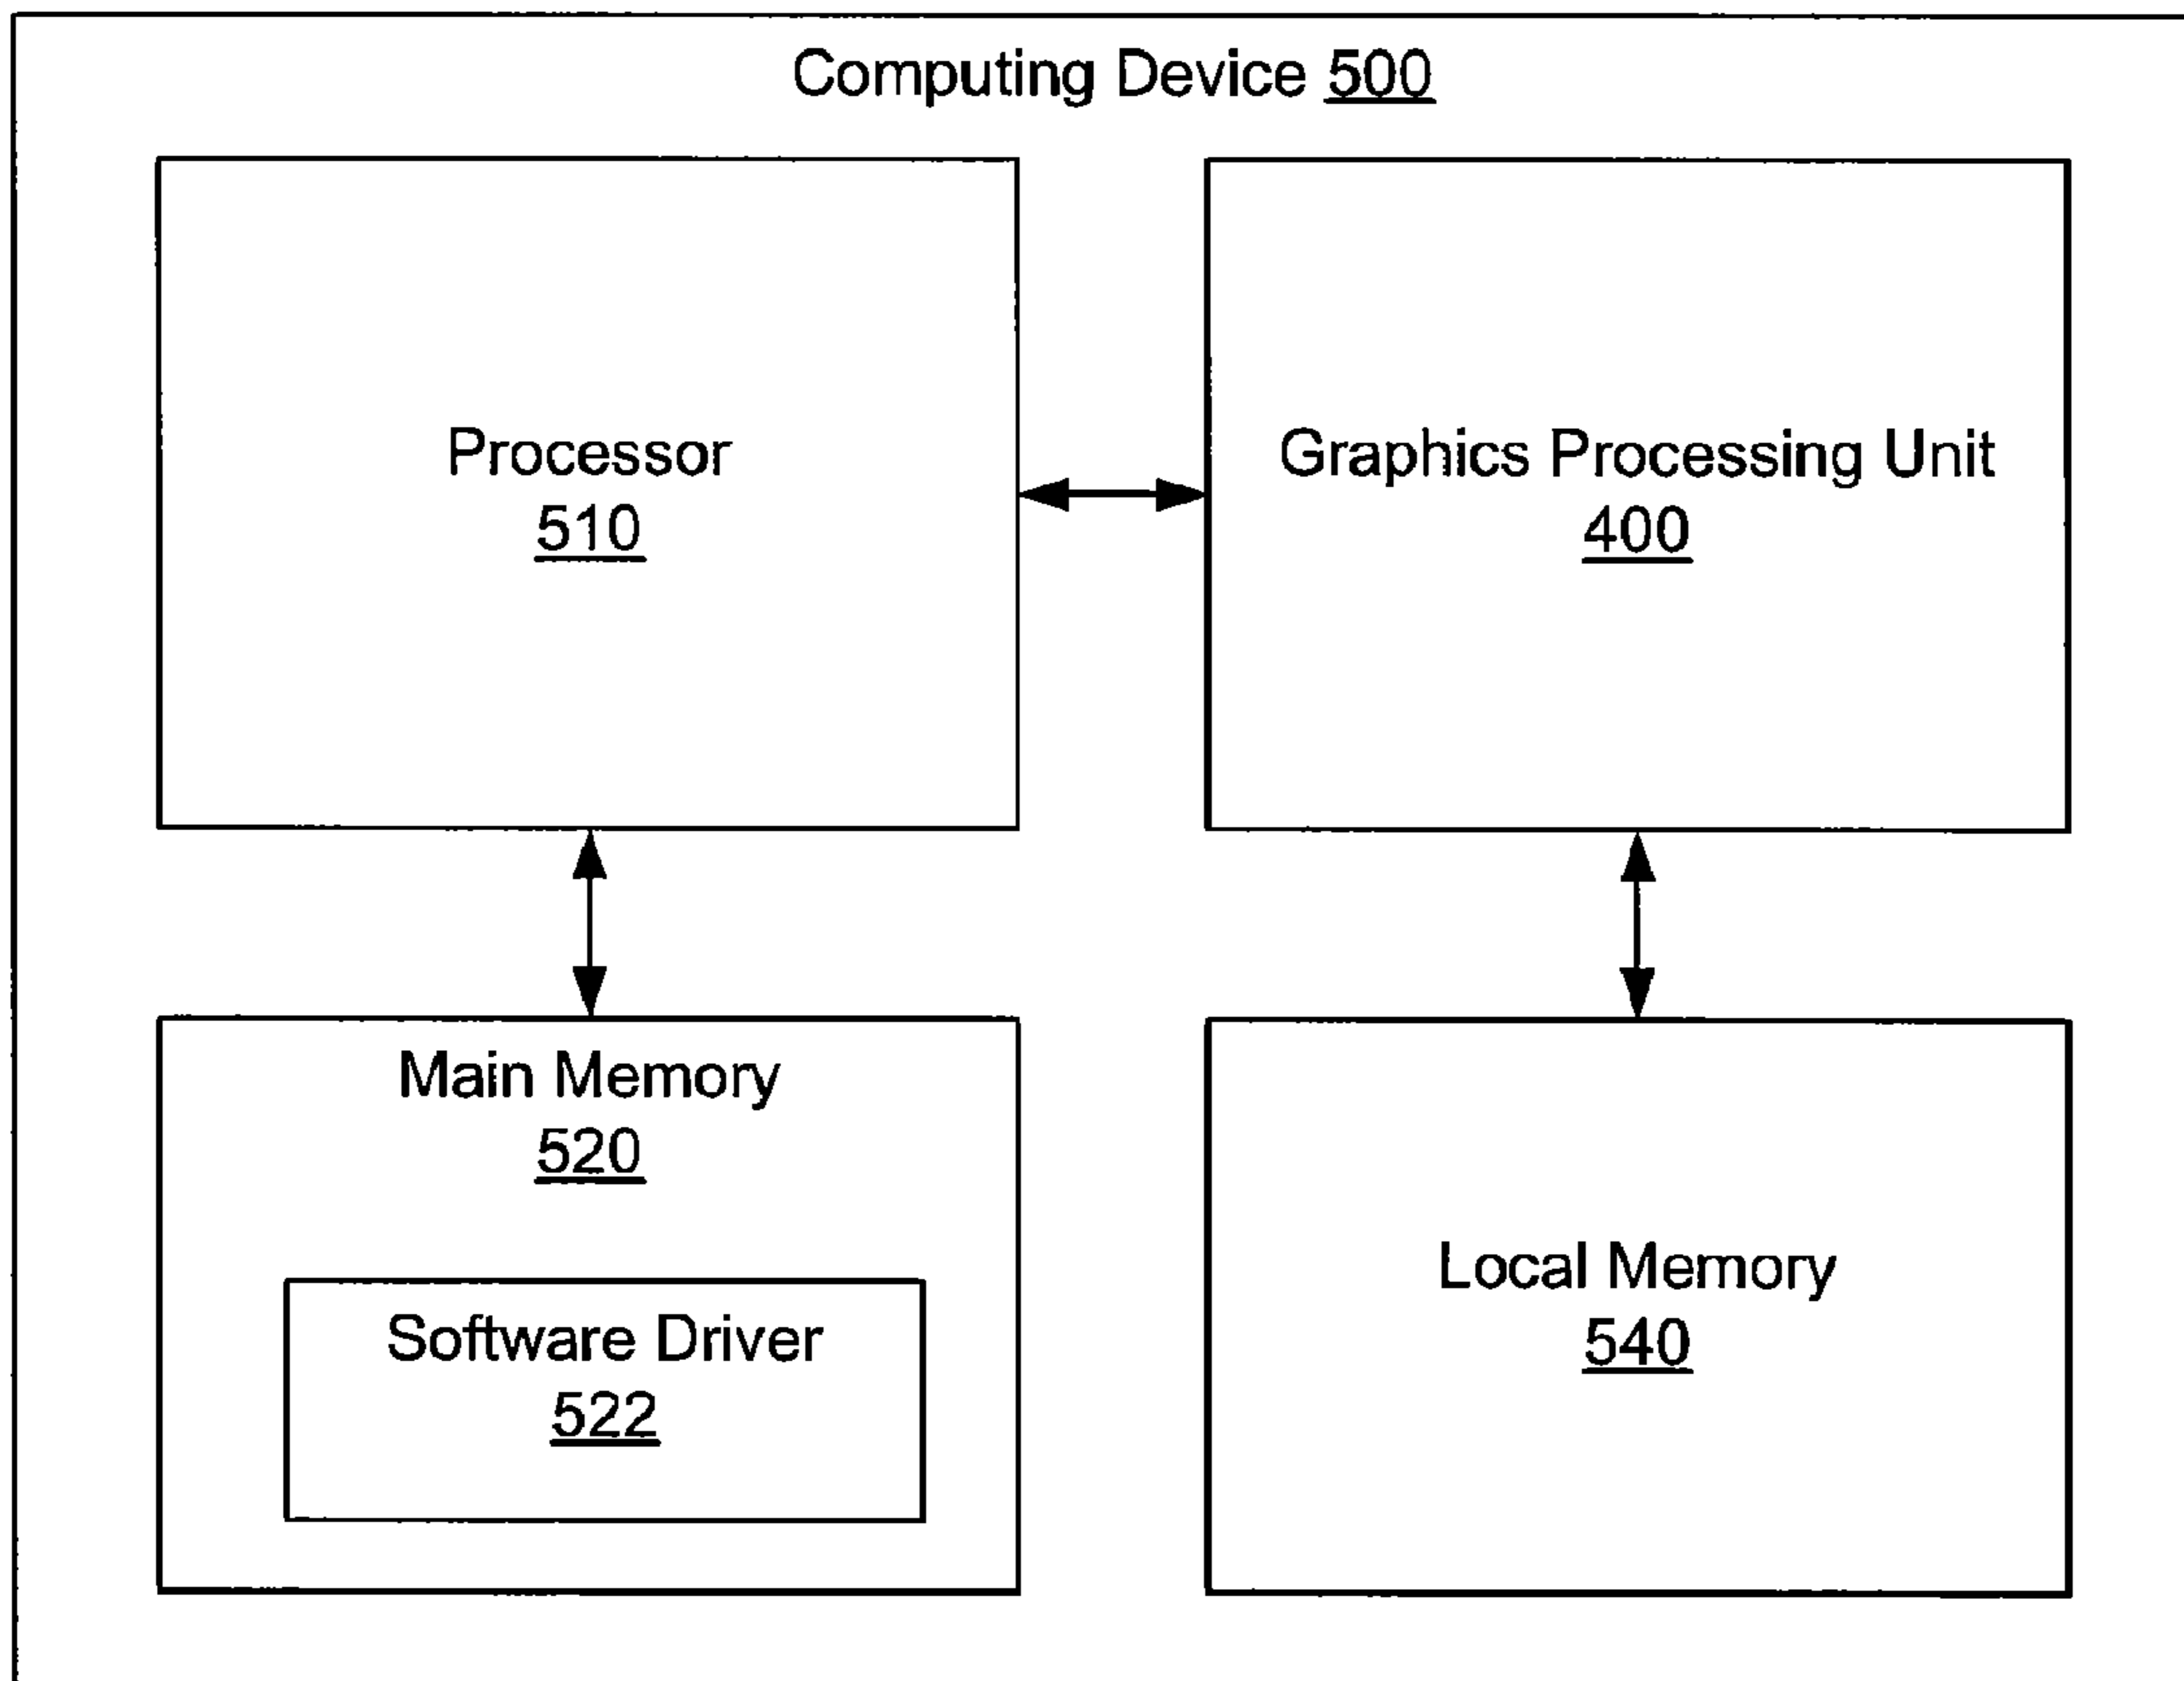 Computing Device 500
Processor
510
Graphics Processing Unit
400
Main Memory
520
Software Driver
522
Local Memory
540